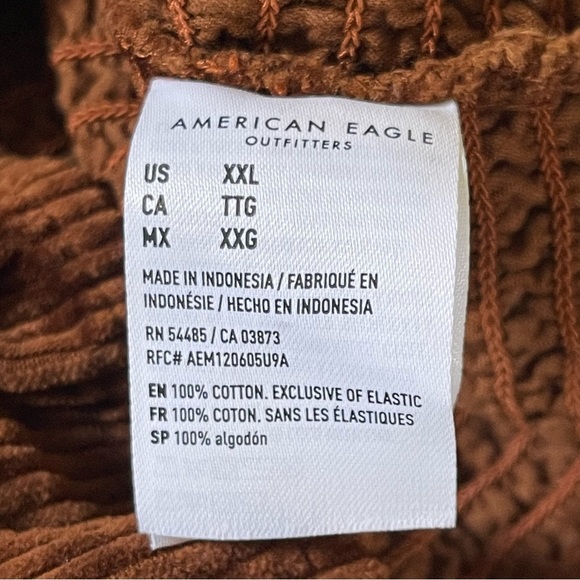 AMERICAN EAGLE
OUTFITTERS
US XXL
CA TTG
MX XXG
MADE IN INDONESIA / FABRIQUÉ EN
INDONÉSIE / HECHO EN INDONESIA
RN 54485 / CA 03873
RFC# AEM120605U9A
EN 100% COTTON. EXCLUSIVE OF ELASTIC
FR 100% COTON. SANS LES ÉLASTIQUES
SP 100% algodón